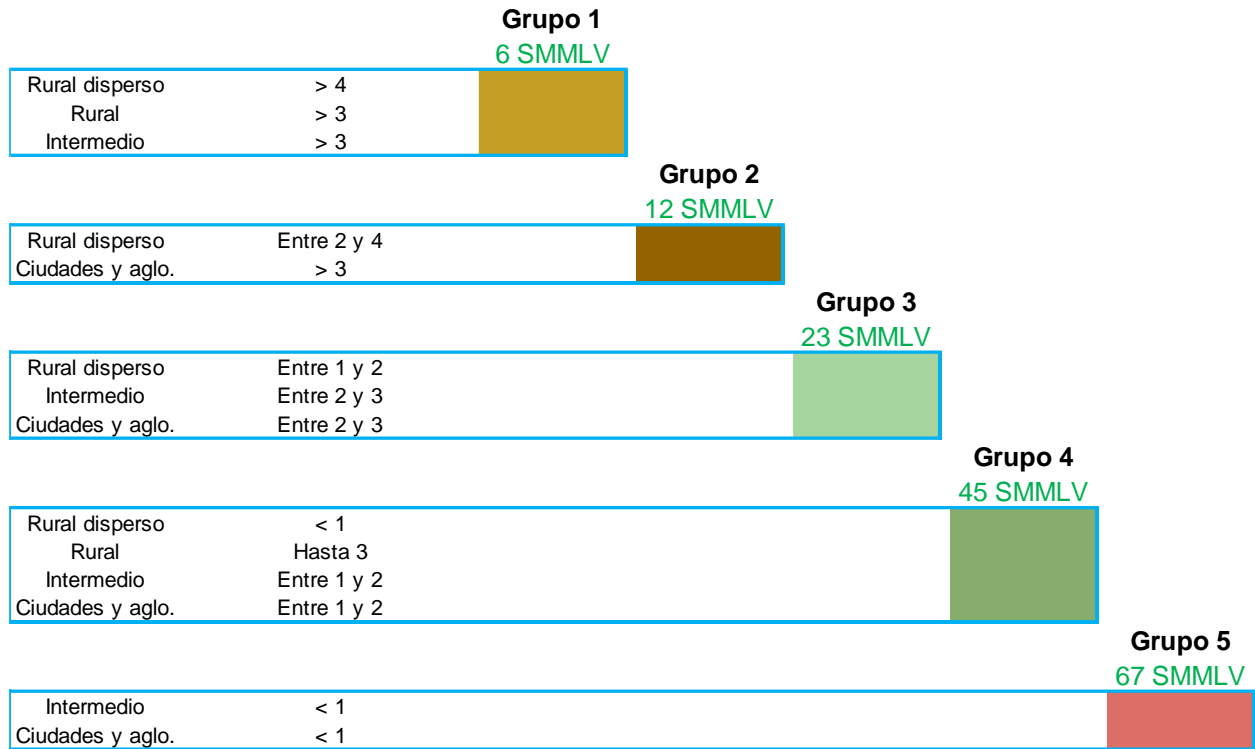 Grupo 1
6 SMMLV
Rural disperso > 4
Rural > 3
Intermedio > 3
Grupo 2
12 SMMLV
Rural disperso Entre 2 y 4
Ciudades y aglo. > 3
Grupo 3
23 SMMLV
Rural disperso Entre 1 y 2
Intermedio Entre 2 y 3
Ciudades y aglo. Entre 2 y 3
Grupo 4
45 SMMLV
Rural disperso < 1
Rural Hasta 3
Intermedio Entre 1 y 2
Ciudades y aglo. Entre 1 y 2
Grupo 5
67 SMMLV
Intermedio < 1
Ciudades y aglo. < 1